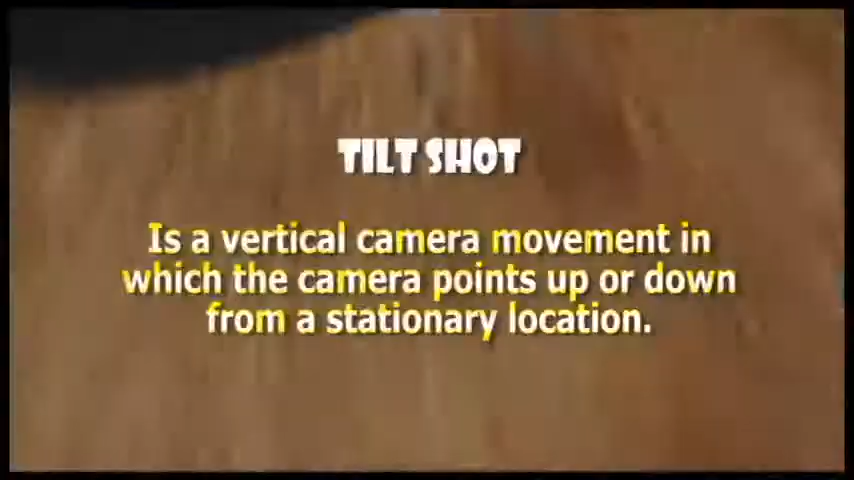 TILT SHOT
Is a vertical camera movement in
which the camera points up or down
from a stationary location.